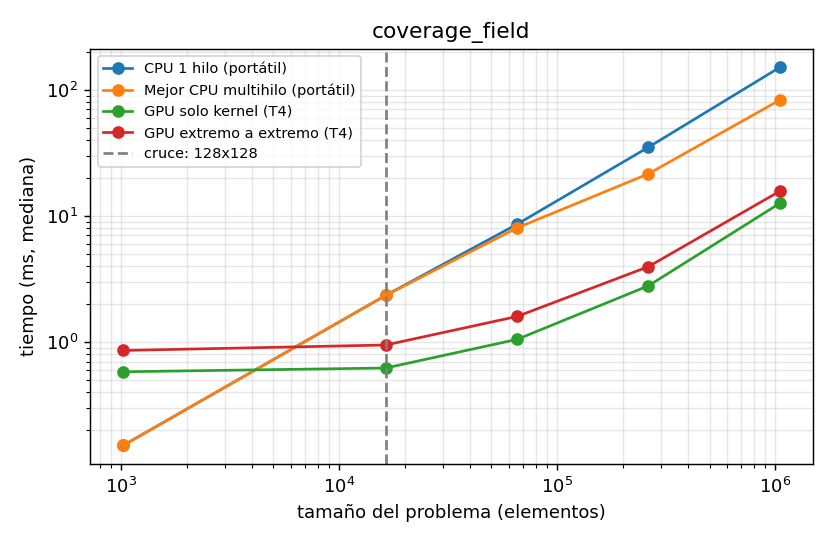 coverage_field
CPU 1 hilo (portátil)
Mejor CPU multihilo (portátil)
GPU solo kernel (T4)
GPU extremo a extremo (T4)
cruce: 128x128
tiempo (ms, mediana)
10²
10¹
10⁰
10³ 10⁴ 10⁵ 10⁶
tamaño del problema (elementos)